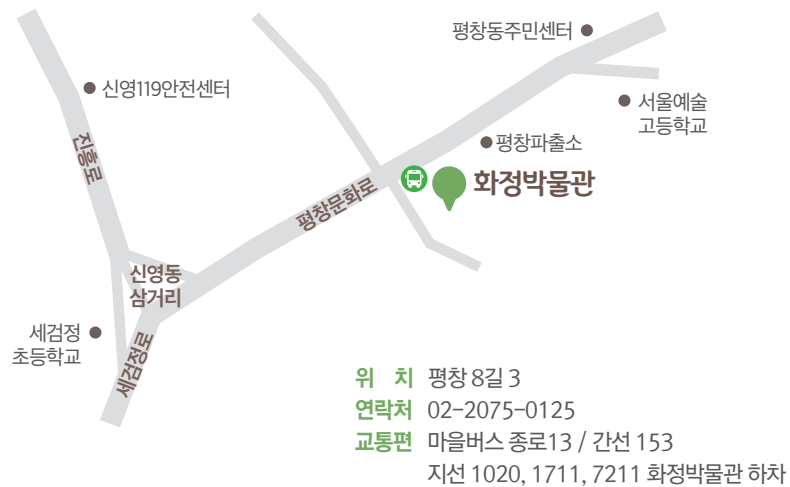 평창동주민센터
신영119안전센터
서울예술
고등학교
진흥로
평창파출소
화정박물관
평창문화로
신영동
삼거리
세검정
초등학교
세검정로
위 치 평창 8길 3
연락처 02-2075-0125
교통편 마을버스 종로13 / 간선 153
지선 1020, 1711, 7211 화정박물관 하차